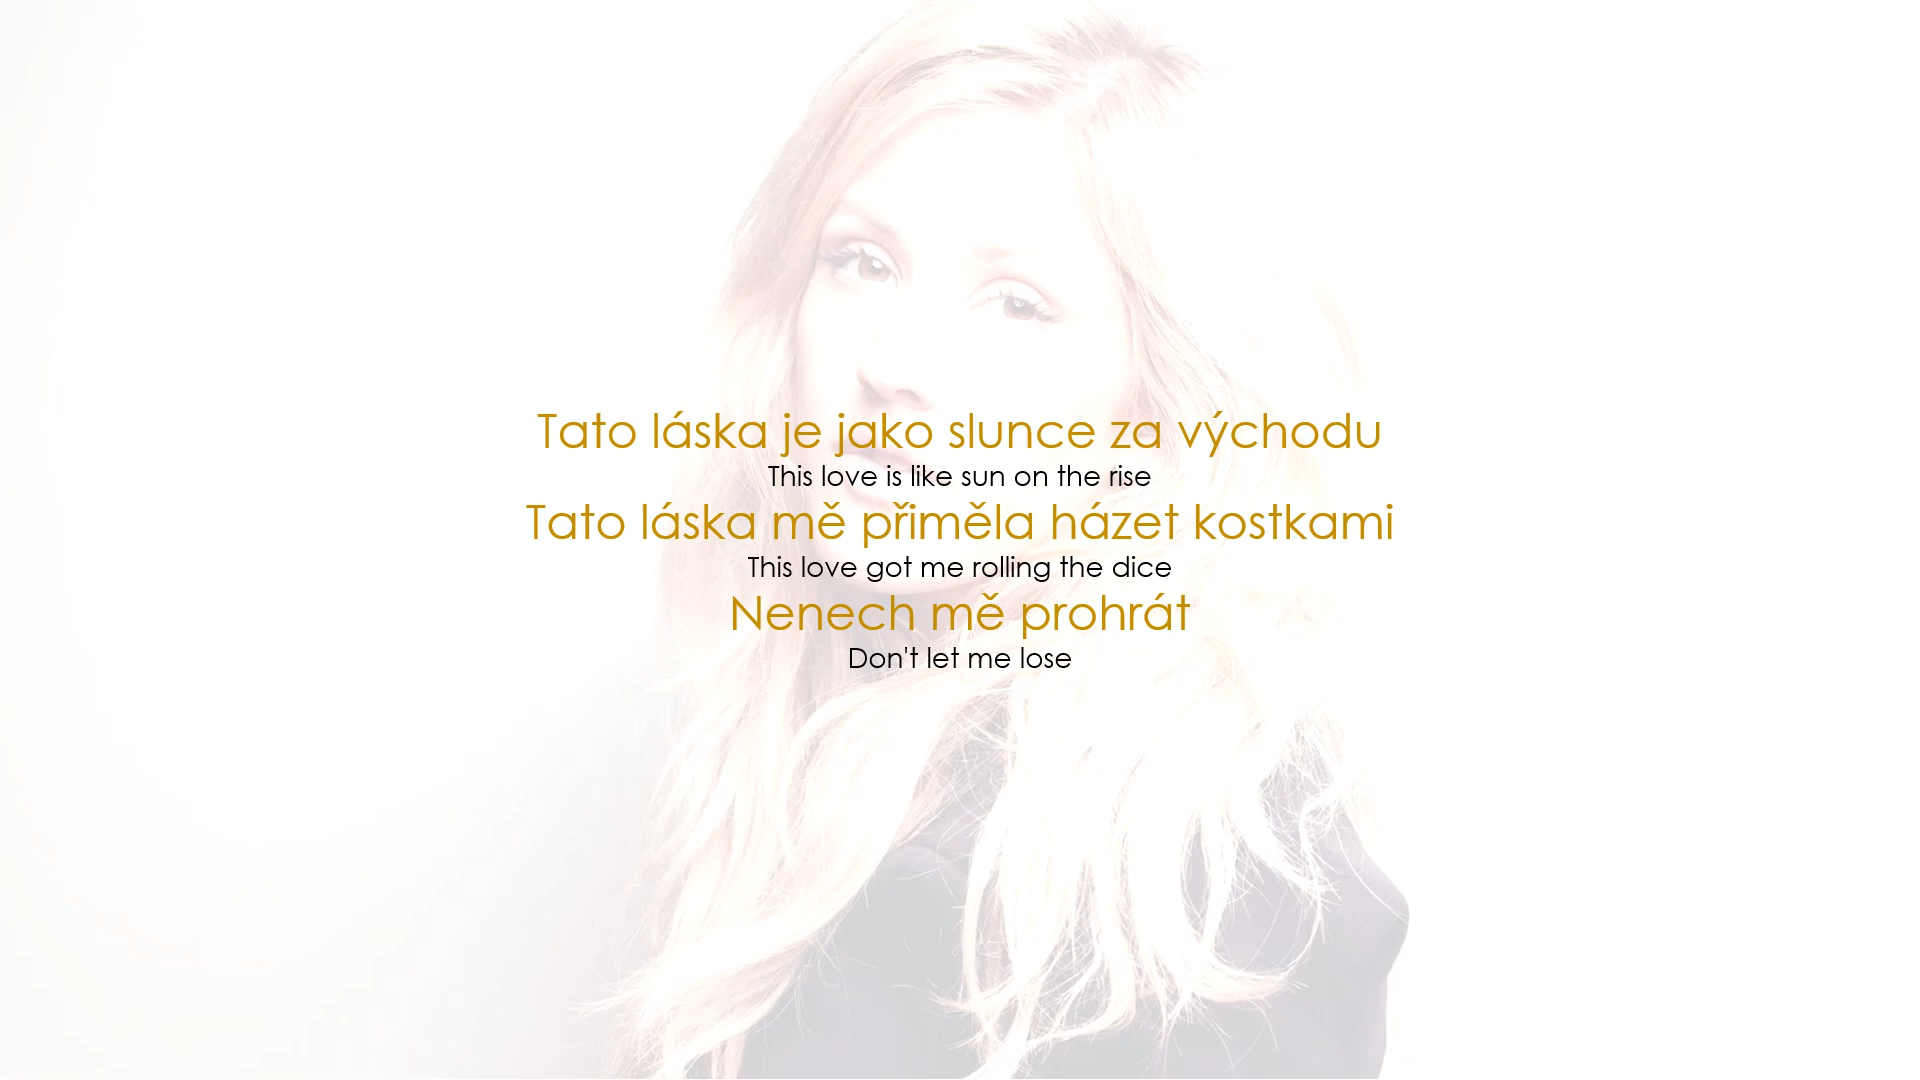 Tato láska je jako slunce za východu
This love is like sun on the rise
Tato láska mě přiměla házet kostkami
This love got me rolling the dice
Nenech mě prohrát
Don't let me lose